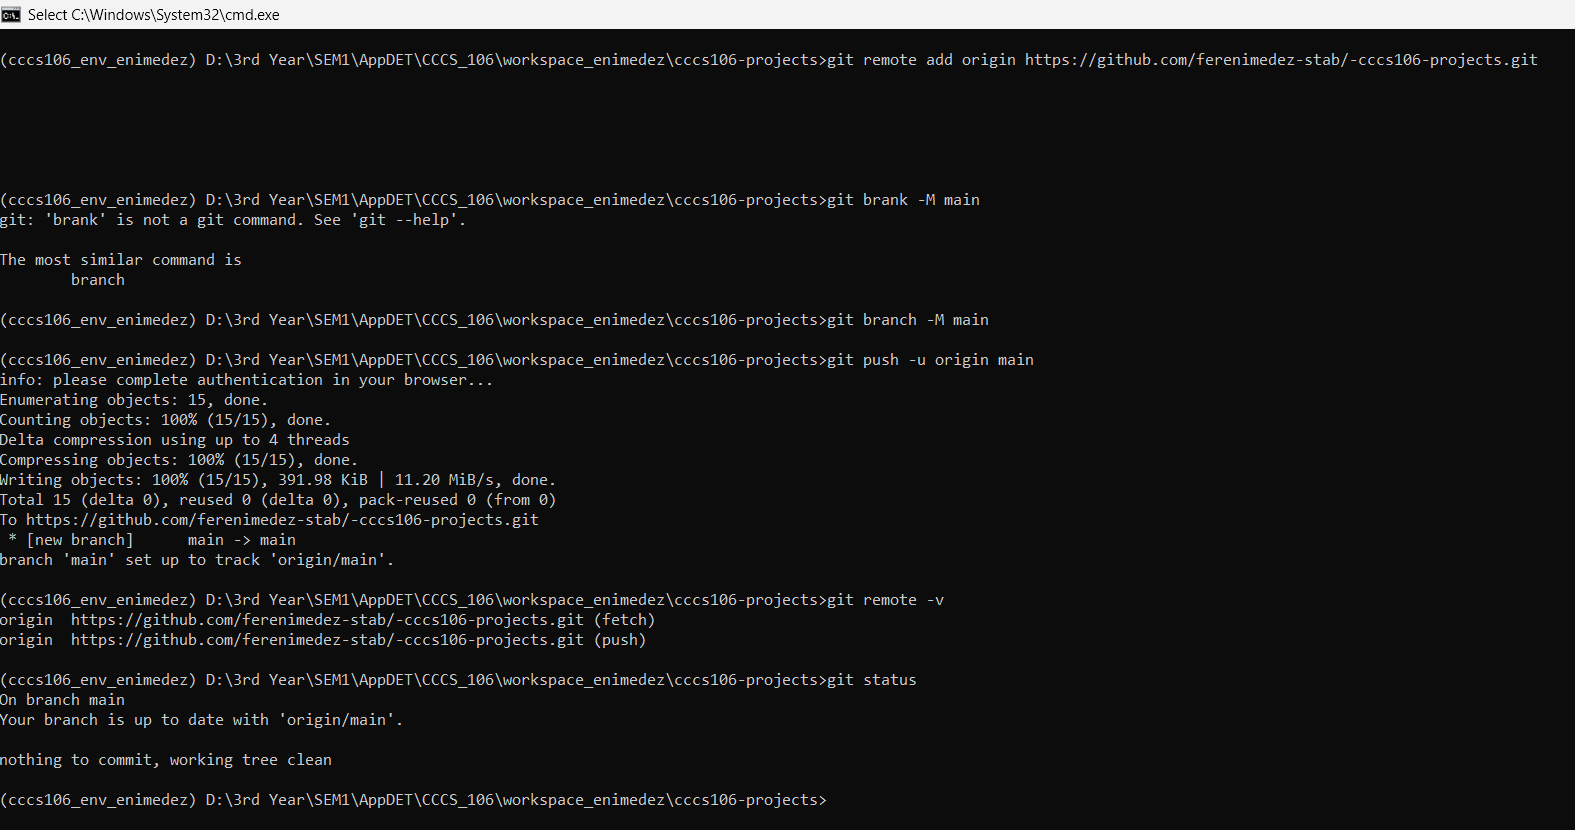 Select C:\Windows\System32\cmd.exe
(cccs106_env_enimedez) D:\3rd Year\SEM1\AppDET\CCCS_106\workspace_enimedez\cccs106-projects>git remote add origin https://github.com/ferenimedez-stab/-cccs106-projects.git
(cccs106_env_enimedez) D:\3rd Year\SEM1\AppDET\CCCS_106\workspace_enimedez\cccs106-projects>git brank -M main
git: 'brank' is not a git command. See 'git --help'.
The most similar command is
branch
(cccs106_env_enimedez) D:\3rd Year\SEM1\AppDET\CCCS_106\workspace_enimedez\cccs106-projects>git branch -M main
(cccs106_env_enimedez) D:\3rd Year\SEM1\AppDET\CCCS_106\workspace_enimedez\cccs106-projects>git push -u origin main
info: please complete authentication in your browser...
Enumerating objects: 15, done.
Counting objects: 100% (15/15), done.
Delta compression using up to 4 threads
Compressing objects: 100% (15/15), done.
Writing objects: 100% (15/15), 391.98 KiB | 11.20 MiB/s, done.
Total 15 (delta 0), reused 0 (delta 0), pack-reused 0 (from 0)
To https://github.com/ferenimedez-stab/-cccs106-projects.git
* [new branch]      main -> main
branch 'main' set up to track 'origin/main'.
(cccs106_env_enimedez) D:\3rd Year\SEM1\AppDET\CCCS_106\workspace_enimedez\cccs106-projects>git remote -v
origin  https://github.com/ferenimedez-stab/-cccs106-projects.git (fetch)
origin  https://github.com/ferenimedez-stab/-cccs106-projects.git (push)
(cccs106_env_enimedez) D:\3rd Year\SEM1\AppDET\CCCS_106\workspace_enimedez\cccs106-projects>git status
On branch main
Your branch is up to date with 'origin/main'.
nothing to commit, working tree clean
(cccs106_env_enimedez) D:\3rd Year\SEM1\AppDET\CCCS_106\workspace_enimedez\cccs106-projects>